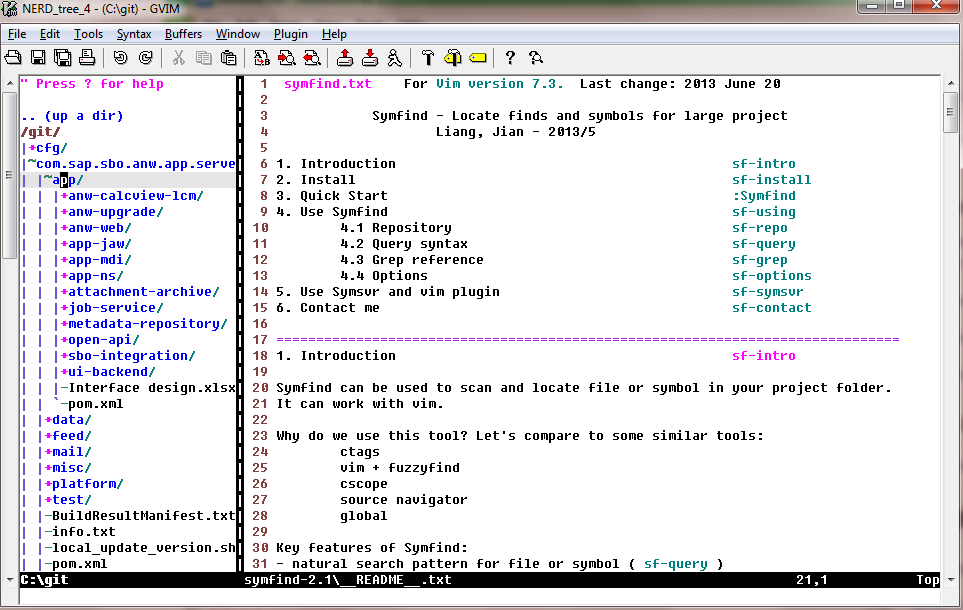 NERD_tree_4 - (C:\git) - GVIM
File Edit Tools Syntax Buffers Window Plugin Help
" Press ? for help
.. (up a dir)
/git/
|+cfg/
|~com.sap.sbo.anw.app.serve
| |~app/
| | |+anw-calcview-lcm/
| | |+anw-upgrade/
| | |+anw-web/
| | |+app-jaw/
| | |+app-mdi/
| | |+app-ns/
| | |+attachment-archive/
| | |+job-service/
| | |+metadata-repository/
| | |+open-api/
| | |+sbo-integration/
| | |+ui-backend/
| | |-Interface design.xlsx
| | `-pom.xml
| |+data/
| |+feed/
| |+mail/
| |+misc/
| |+platform/
| |+test/
| |-BuildResultManifest.txt
| |-info.txt
| |-local_update_version.sh
| |-pom.xml
C:\git
1 symfind.txt For Vim version 7.3. Last change: 2013 June 20
2
3 Symfind - Locate finds and symbols for large project
4 Liang, Jian - 2013/5
5
6 1. Introduction sf-intro
7 2. Install sf-install
8 3. Quick Start :Symfind
9 4. Use Symfind sf-using
10 4.1 Repository sf-repo
11 4.2 Query syntax sf-query
12 4.3 Grep reference sf-grep
13 4.4 Options sf-options
14 5. Use Symsvr and vim plugin sf-symsvr
15 6. Contact me sf-contact
16
17 ==============================================================================
18 1. Introduction sf-intro
19
20 Symfind can be used to scan and locate file or symbol in your project folder.
21 It can work with vim.
22
23 Why do we use this tool? Let's compare to some similar tools:
24 ctags
25 vim + fuzzyfind
26 cscope
27 source navigator
28 global
29
30 Key features of Symfind:
31 - natural search pattern for file or symbol ( sf-query )
symfind-2.1\__README__.txt 21,1 Top